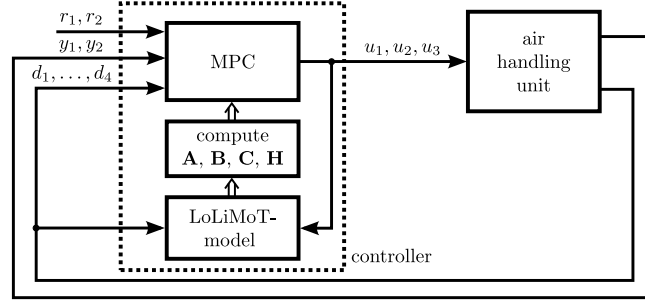 r₁, r₂
y₁, y₂
d₁, …, d₄
MPC
u₁, u₂, u₃
air
handling
unit
compute
A, B, C, H
LoLiMoT-
model
controller